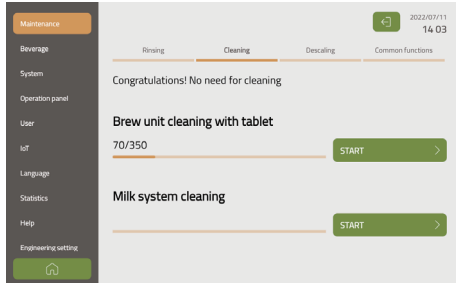 Maintenance
Beverage
System
Operation panel
User
IoT
Language
Statistics
Help
Engineering setting
2022/07/11
14 03
Rinsing
Cleaning
Descaling
Common functions
Congratulations! No need for cleaning
Brew unit cleaning with tablet
70/350
START
Milk system cleaning
START